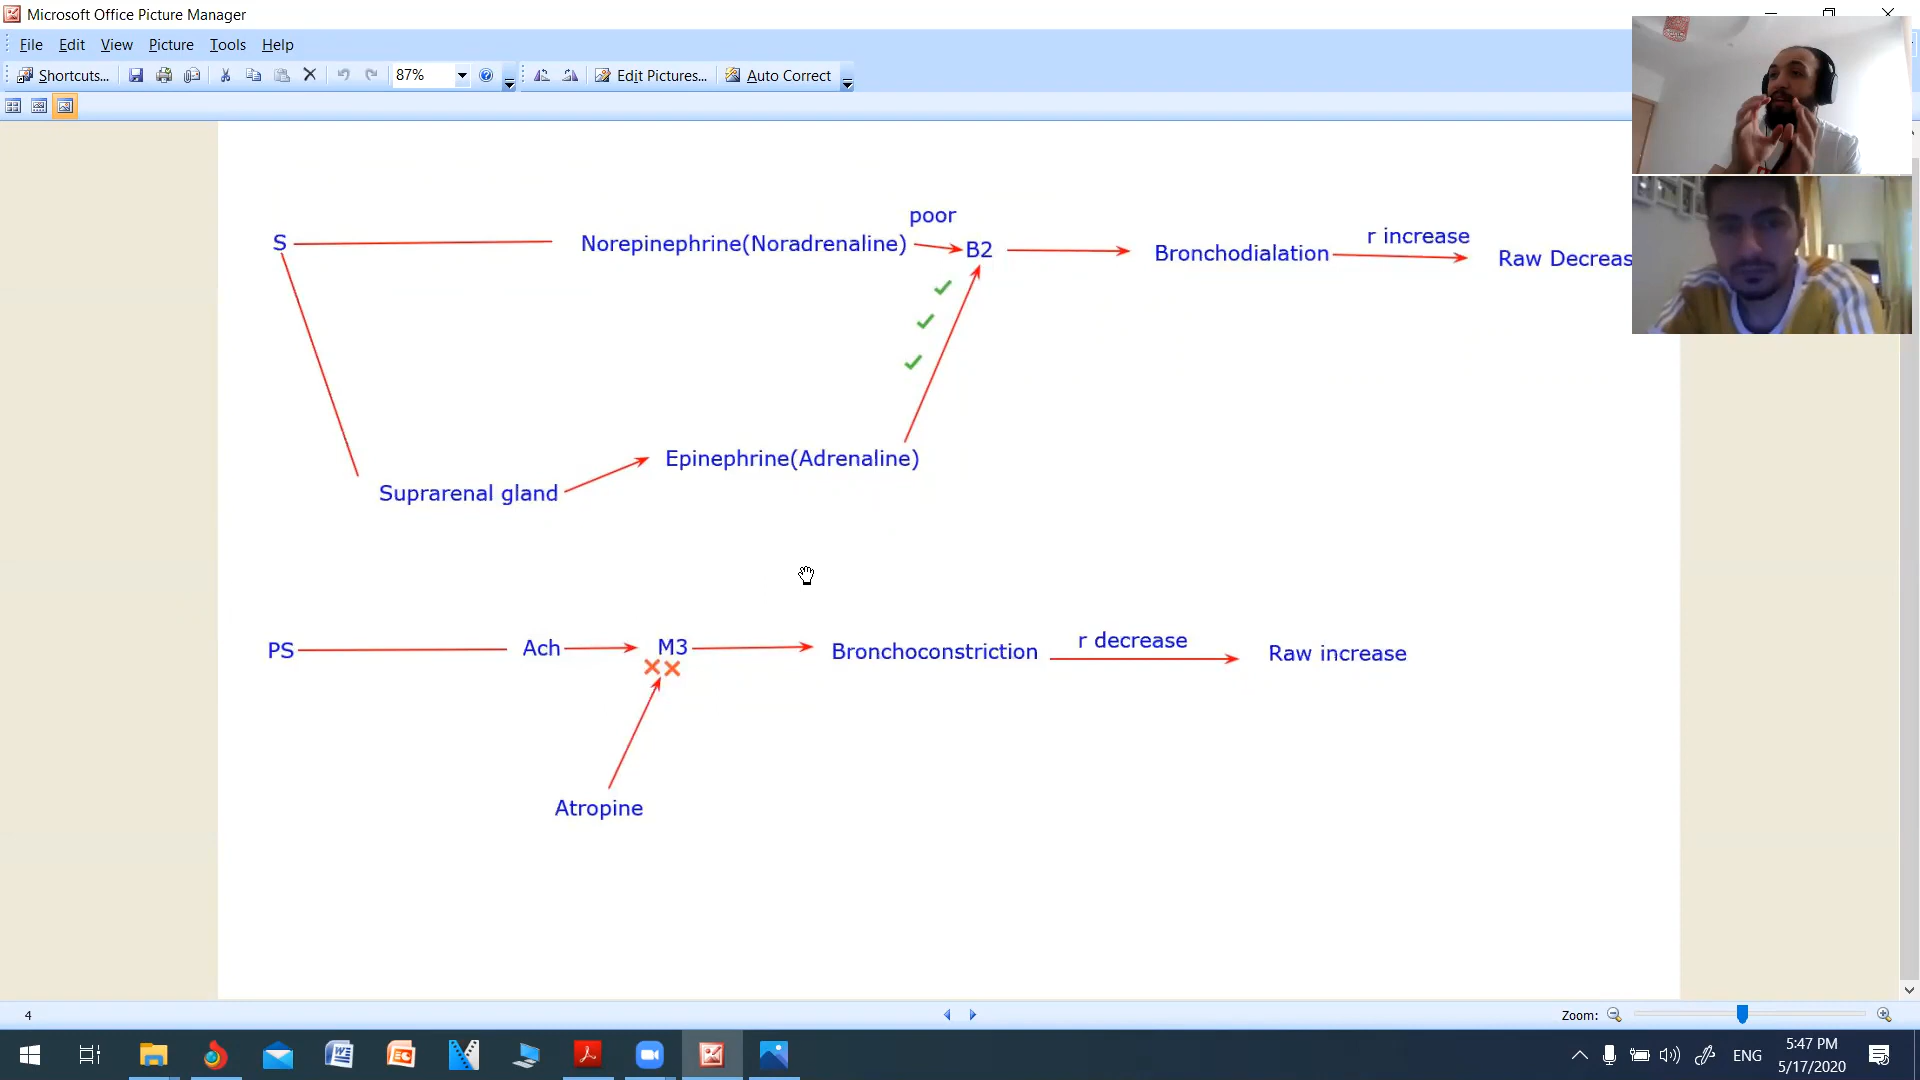 Microsoft Office Picture Manager
File Edit View Picture Tools Help
Shortcuts... 87% Edit Pictures... Auto Correct
poor
S Norepinephrine(Noradrenaline) B2 Bronchodialation r increase Raw Decreas
Epinephrine(Adrenaline)
Suprarenal gland
PS Ach M3 Bronchoconstriction r decrease Raw increase
Atropine
4 Zoom:
ENG 5:47 PM
5/17/2020